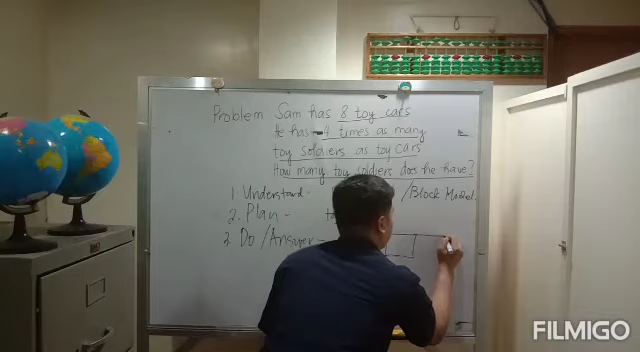 Problem Sam has 8 toy cars
He has 4 times as many
toy soldiers as toy cars
How many toy soldiers does he have?
1. Understand -
/Block Model.
2. Plan -
3. Do / Answer -
FILMIGO